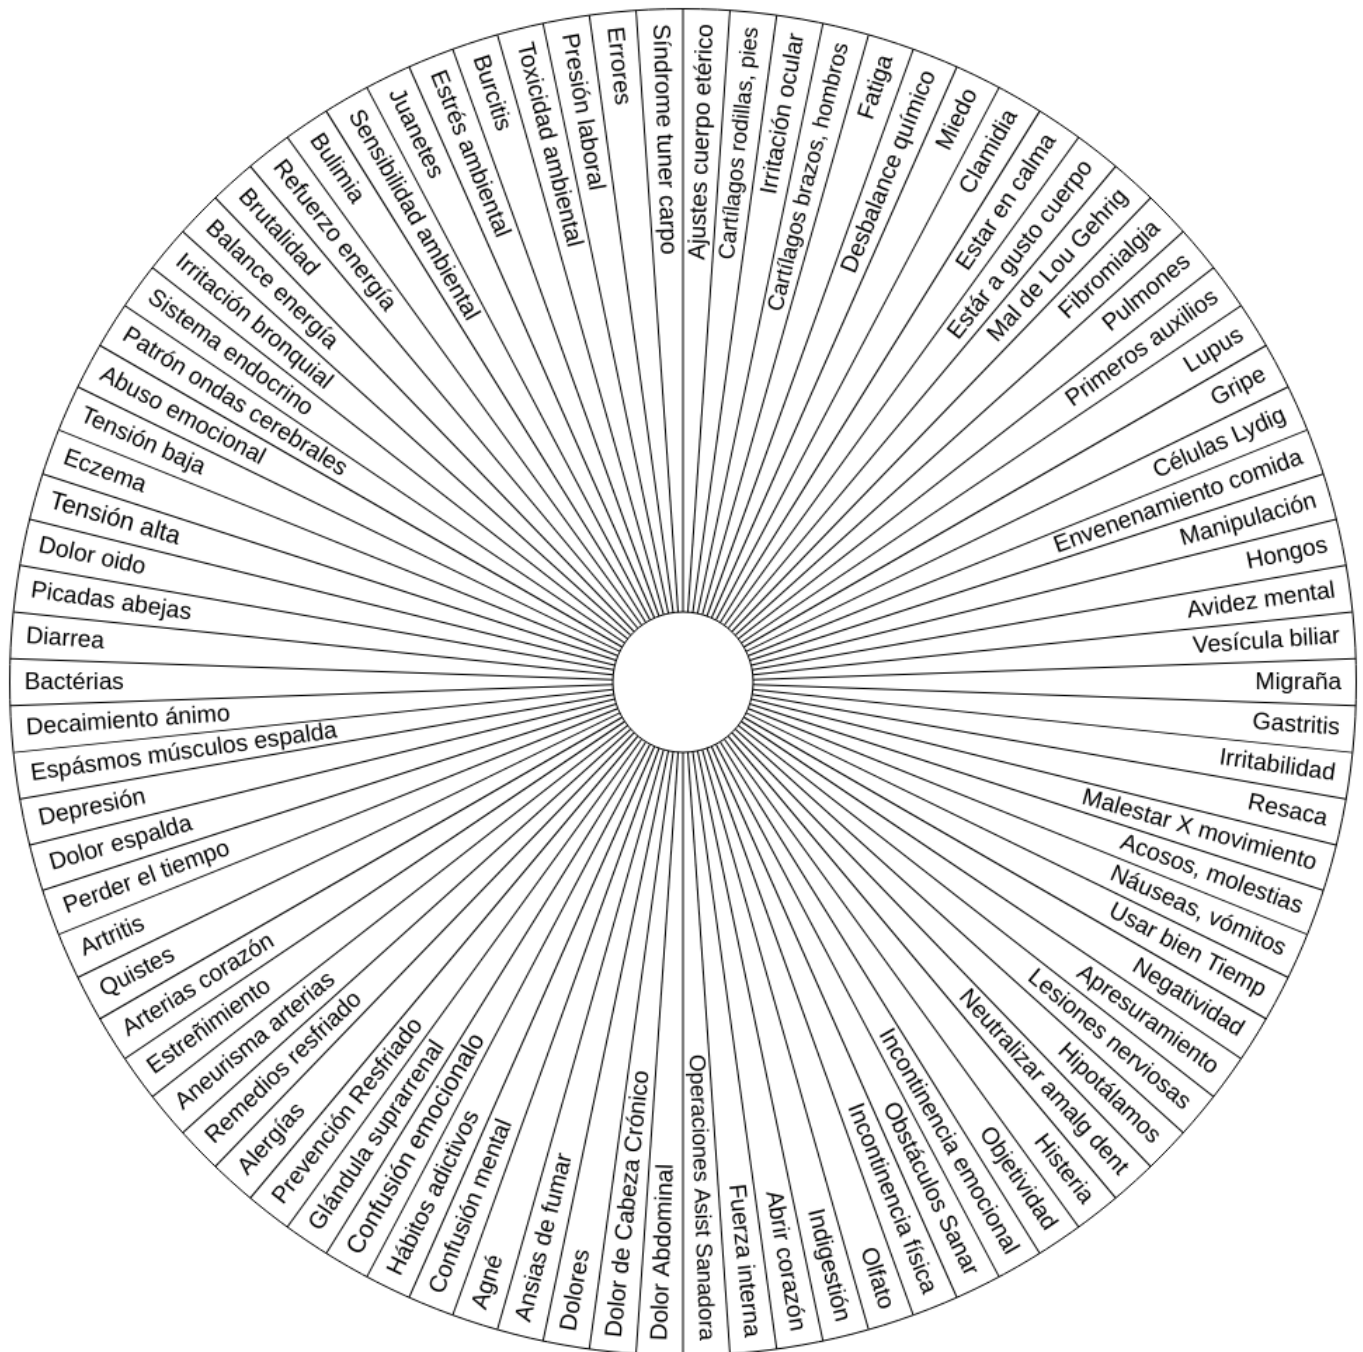 Ajustes cuerpo etérico
Cartílagos rodillas, pies
Irritación ocular
Cartílagos brazos, hombros
Fatiga
Desbalance químico
Miedo
Clamidia
Estar en calma
Estár a gusto cuerpo
Mal de Lou Gehrig
Fibromialgia
Pulmones
Primeros auxilios
Lupus
Gripe
Células Lydig
Envenenamiento comida
Manipulación
Hongos
Avidez mental
Vesícula biliar
Migraña
Gastritis
Irritabilidad
Resaca
Malestar X movimiento
Acosos, molestias
Náuseas, vómitos
Usar bien Tiemp
Negatividad
Apresuramiento
Lesiones nerviosas
Hipotálamos
Neutralizar amalg dent
Histeria
Objetividad
Incontinencia emocional
Obstáculos Sanar
Incontinencia física
Olfato
Indigestión
Abrir corazón
Fuerza interna
Operaciones Asist Sanadora
Dolor Abdominal
Dolor de Cabeza Crónico
Dolores
Ansias de fumar
Agné
Confusión mental
Hábitos adictivos
Confusión emocionalo
Glándula suprarrenal
Prevención Resfriado
Alergías
Remedios resfriado
Aneurisma arterias
Estreñimiento
Arterias corazón
Quistes
Artritis
Perder el tiempo
Dolor espalda
Depresión
Espásmos músculos espalda
Decaimiento ánimo
Bactérias
Diarrea
Picadas abejas
Dolor oido
Tensión alta
Eczema
Tensión baja
Abuso emocional
Patrón ondas cerebrales
Sistema endocrino
Irritación bronquial
Balance energía
Brutalidad
Refuerzo energía
Bulimia
Sensibilidad ambiental
Juanetes
Estrés ambiental
Burcitis
Toxicidad ambiental
Presión laboral
Errores
Síndrome tuner carpo